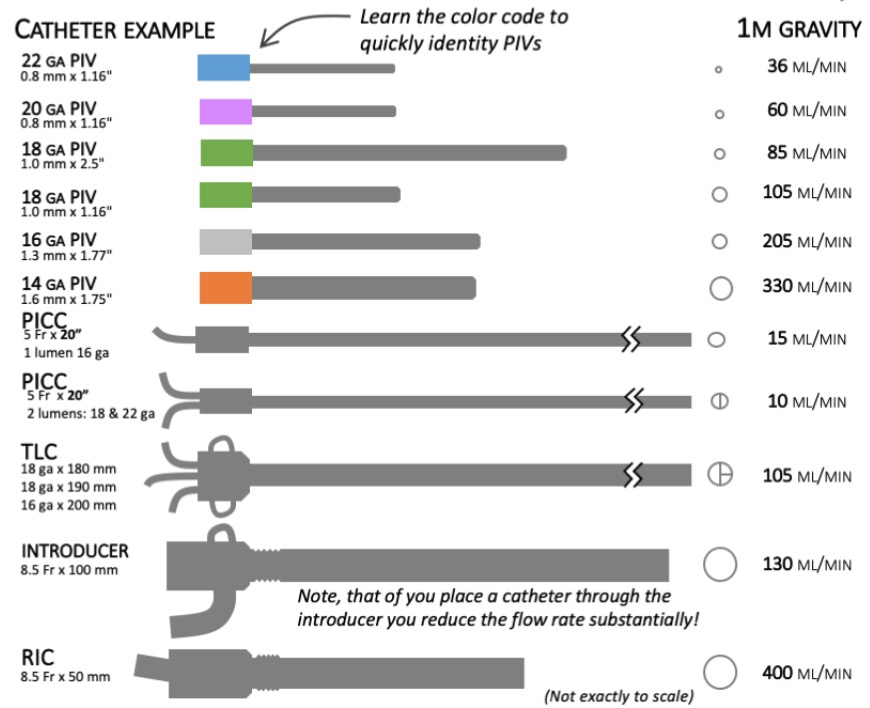 Learn the color code to
quickly identity PIVs
CATHETER EXAMPLE
1M GRAVITY
22 GA PIV
0.8 mm x 1.16"
36 ML/MIN
20 GA PIV
0.8 mm x 1.16"
60 ML/MIN
18 GA PIV
1.0 mm x 2.5"
85 ML/MIN
18 GA PIV
1.0 mm x 1.16"
105 ML/MIN
16 GA PIV
1.3 mm x 1.77"
205 ML/MIN
14 GA PIV
1.6 mm x 1.75"
330 ML/MIN
PICC
5 Fr x 20”
1 lumen 16 ga
15 ML/MIN
PICC
5 Fr x 20”
2 lumens: 18 & 22 ga
10 ML/MIN
TLC
18 ga x 180 mm
18 ga x 190 mm
16 ga x 200 mm
105 ML/MIN
INTRODUCER
8.5 Fr x 100 mm
130 ML/MIN
Note, that of you place a catheter through the
introducer you reduce the flow rate substantially!
RIC
8.5 Fr x 50 mm
400 ML/MIN
(Not exactly to scale)